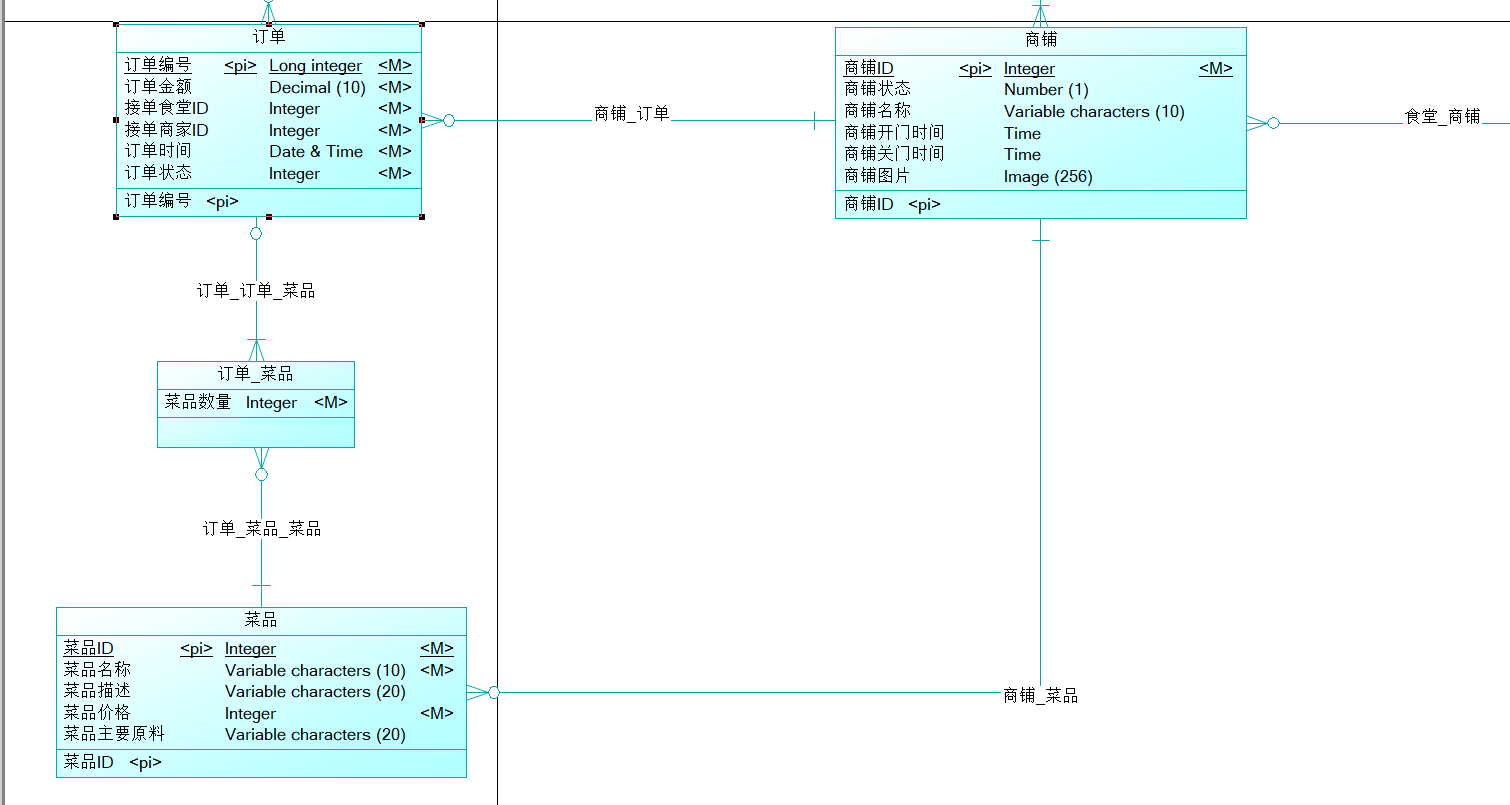 订单
订单编号 <pi> Long integer <M>
订单金额 Decimal (10) <M>
接单食堂ID Integer <M>
接单商家ID Integer <M>
订单时间 Date & Time <M>
订单状态 Integer <M>
订单编号 <pi>
商铺_订单
商铺
商铺ID <pi> Integer <M>
商铺状态 Number (1)
商铺名称 Variable characters (10)
商铺开门时间 Time
商铺关门时间 Time
商铺图片 Image (256)
商铺ID <pi>
食堂_商铺
订单_订单_菜品
订单_菜品
菜品数量 Integer <M>
订单_菜品_菜品
菜品
菜品ID <pi> Integer <M>
菜品名称 Variable characters (10) <M>
菜品描述 Variable characters (20)
菜品价格 Integer <M>
菜品主要原料 Variable characters (20)
菜品ID <pi>
商铺_菜品